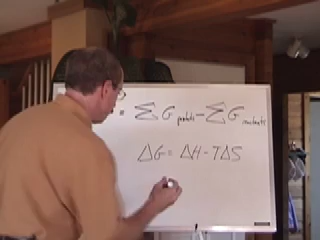 = ΣG products - ΣG reactants
ΔG = ΔH - TΔS